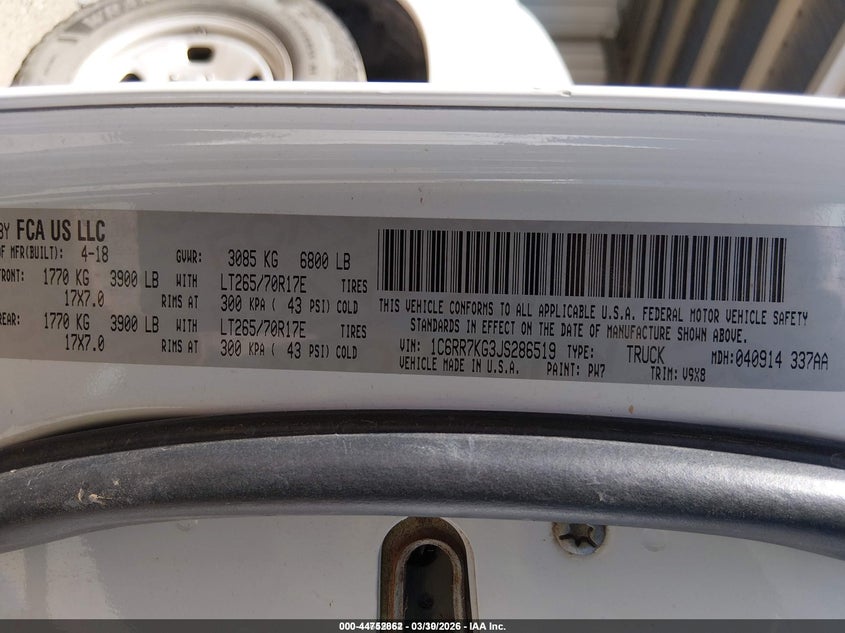 BY FCA US LLC
OF MFR(BUILT): 4-18 GVWR: 3085 KG 6800 LB
FRONT: 1770 KG 3900 LB WITH LT265/70R17E TIRES
17X7.0 RIMS AT 300 KPA ( 43 PSI) COLD
REAR: 1770 KG 3900 LB WITH LT265/70R17E TIRES
17X7.0 RIMS AT 300 KPA ( 43 PSI) COLD
THIS VEHICLE CONFORMS TO ALL APPLICABLE U.S.A. FEDERAL MOTOR VEHICLE SAFETY
STANDARDS IN EFFECT ON THE DATE OF MANUFACTURE SHOWN ABOVE.
VIN: 1C6RR7KG3JS286519 TYPE: TRUCK MDH: 040914 337AA
VEHICLE MADE IN U.S.A. PAINT: PW7 TRIM: V9X8
03/30/2026 - IAA Inc.